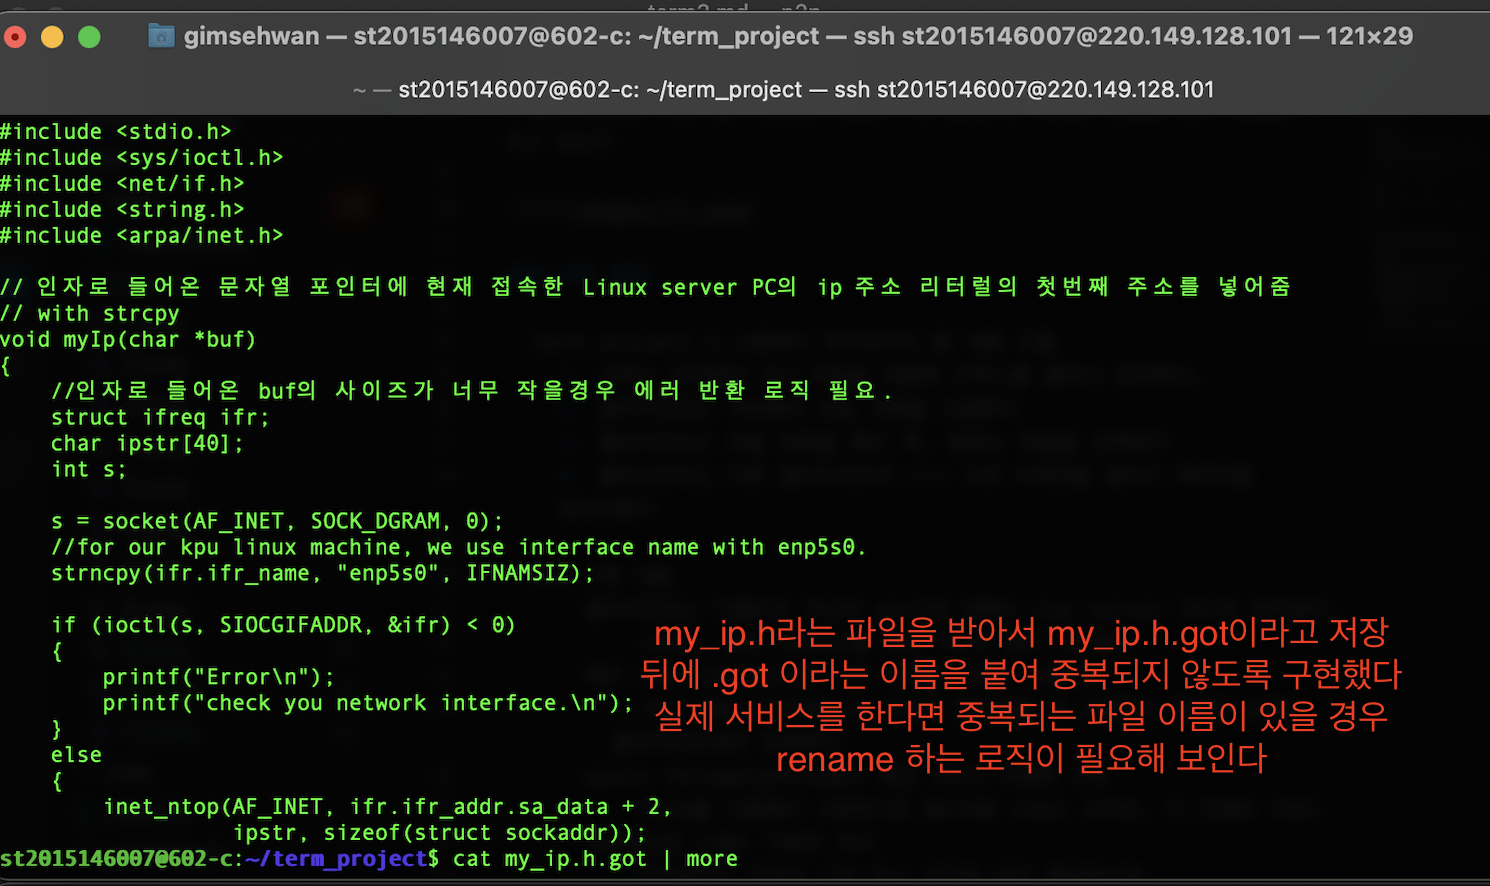 gimsehwan — st2015146007@602-c: ~/term_project — ssh st2015146007@220.149.128.101 — 121×29
~ — st2015146007@602-c: ~/term_project — ssh st2015146007@220.149.128.101
#include <stdio.h>
#include <sys/ioctl.h>
#include <net/if.h>
#include <string.h>
#include <arpa/inet.h>
// 인자로 들어온 문자열 포인터에 현재 접속한 Linux server PC의 ip 주소 리터럴의 첫번째 주소를 넣어줌
// with strcpy
void myIp(char *buf)
{
    //인자로 들어온 buf의 사이즈가 너무 작을경우 에러 반환 로직 필요.
    struct ifreq ifr;
    char ipstr[40];
    int s;
    s = socket(AF_INET, SOCK_DGRAM, 0);
    //for our kpu linux machine, we use interface name with enp5s0.
    strncpy(ifr.ifr_name, "enp5s0", IFNAMSIZ);
    if (ioctl(s, SIOCGIFADDR, &ifr) < 0)
    {
        printf("Error\n");
        printf("check you network interface.\n");
    }
    else
    {
        inet_ntop(AF_INET, ifr.ifr_addr.sa_data + 2,
                  ipstr, sizeof(struct sockaddr));
st2015146007@602-c:~/term_project$ cat my_ip.h.got | more
my_ip.h라는 파일을 받아서 my_ip.h.got이라고 저장
뒤에 .got 이라는 이름을 붙여 중복되지 않도록 구현했다
실제 서비스를 한다면 중복되는 파일 이름이 있을 경우
rename 하는 로직이 필요해 보인다